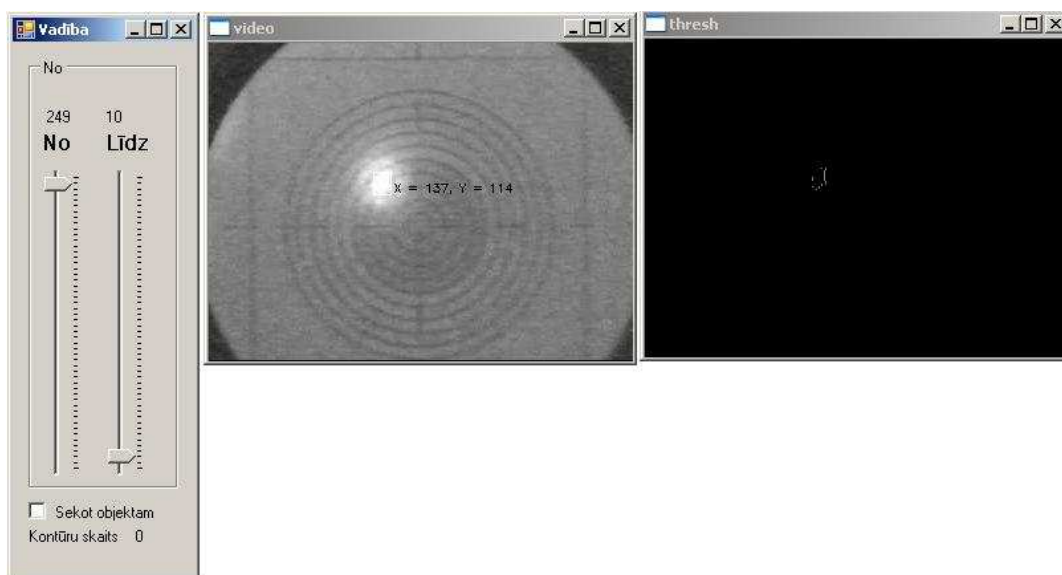 Vadība
No
249 10
No Līdz
Sekot objektam
Kontūru skaits 0
video
X = 137, Y = 114
thresh